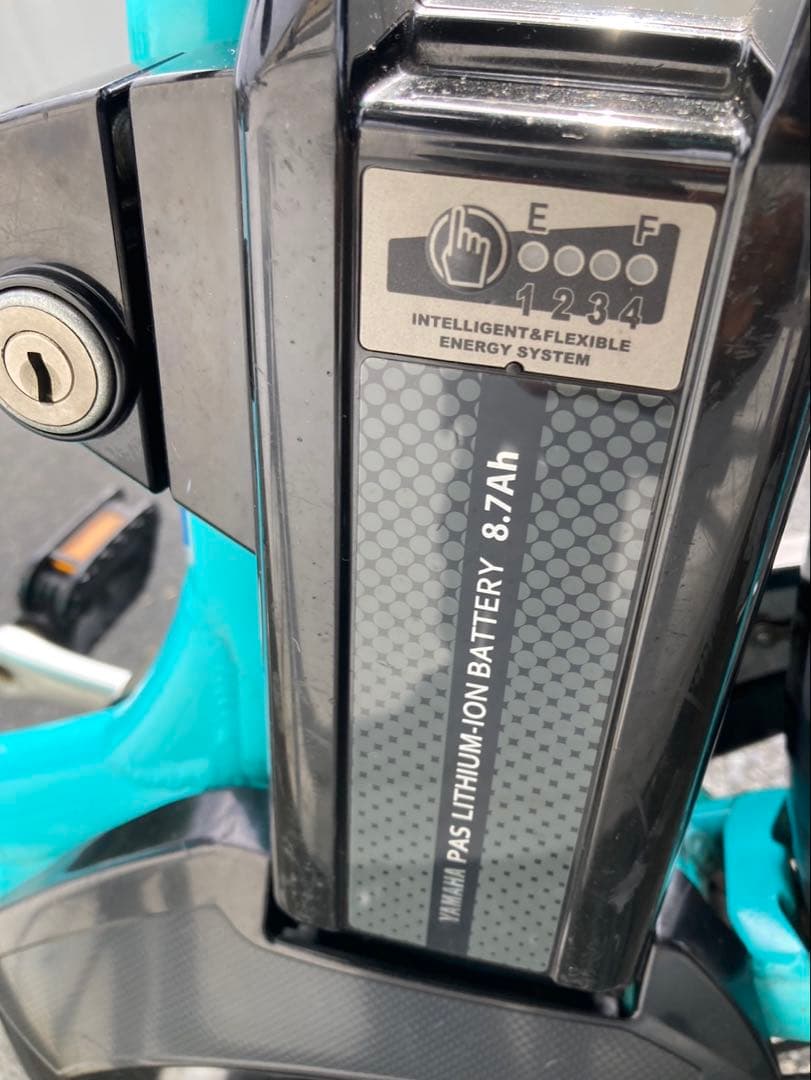 E F
1 2 3 4
INTELLIGENT&FLEXIBLE
ENERGY SYSTEM
YAMAHA PAS LITHIUM-ION BATTERY 8.7Ah